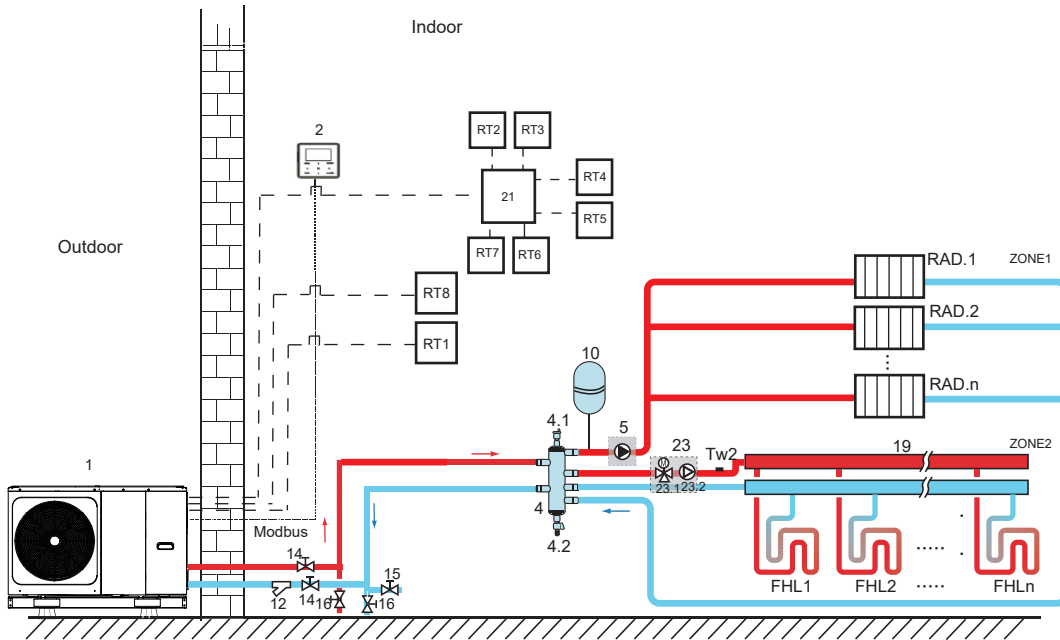 Indoor
2
RT2
RT3
RT4
21
RT5
Outdoor
RT7
RT6
RAD.1
ZONE1
RT8
RAD.2
RT1
10
RAD.n
4.1
5
23
Tw2
19
ZONE2
M
1
23.1
23.2
4
Modbus
4.2
14
15
12
14
16
16
FHL1
FHL2
FHLn